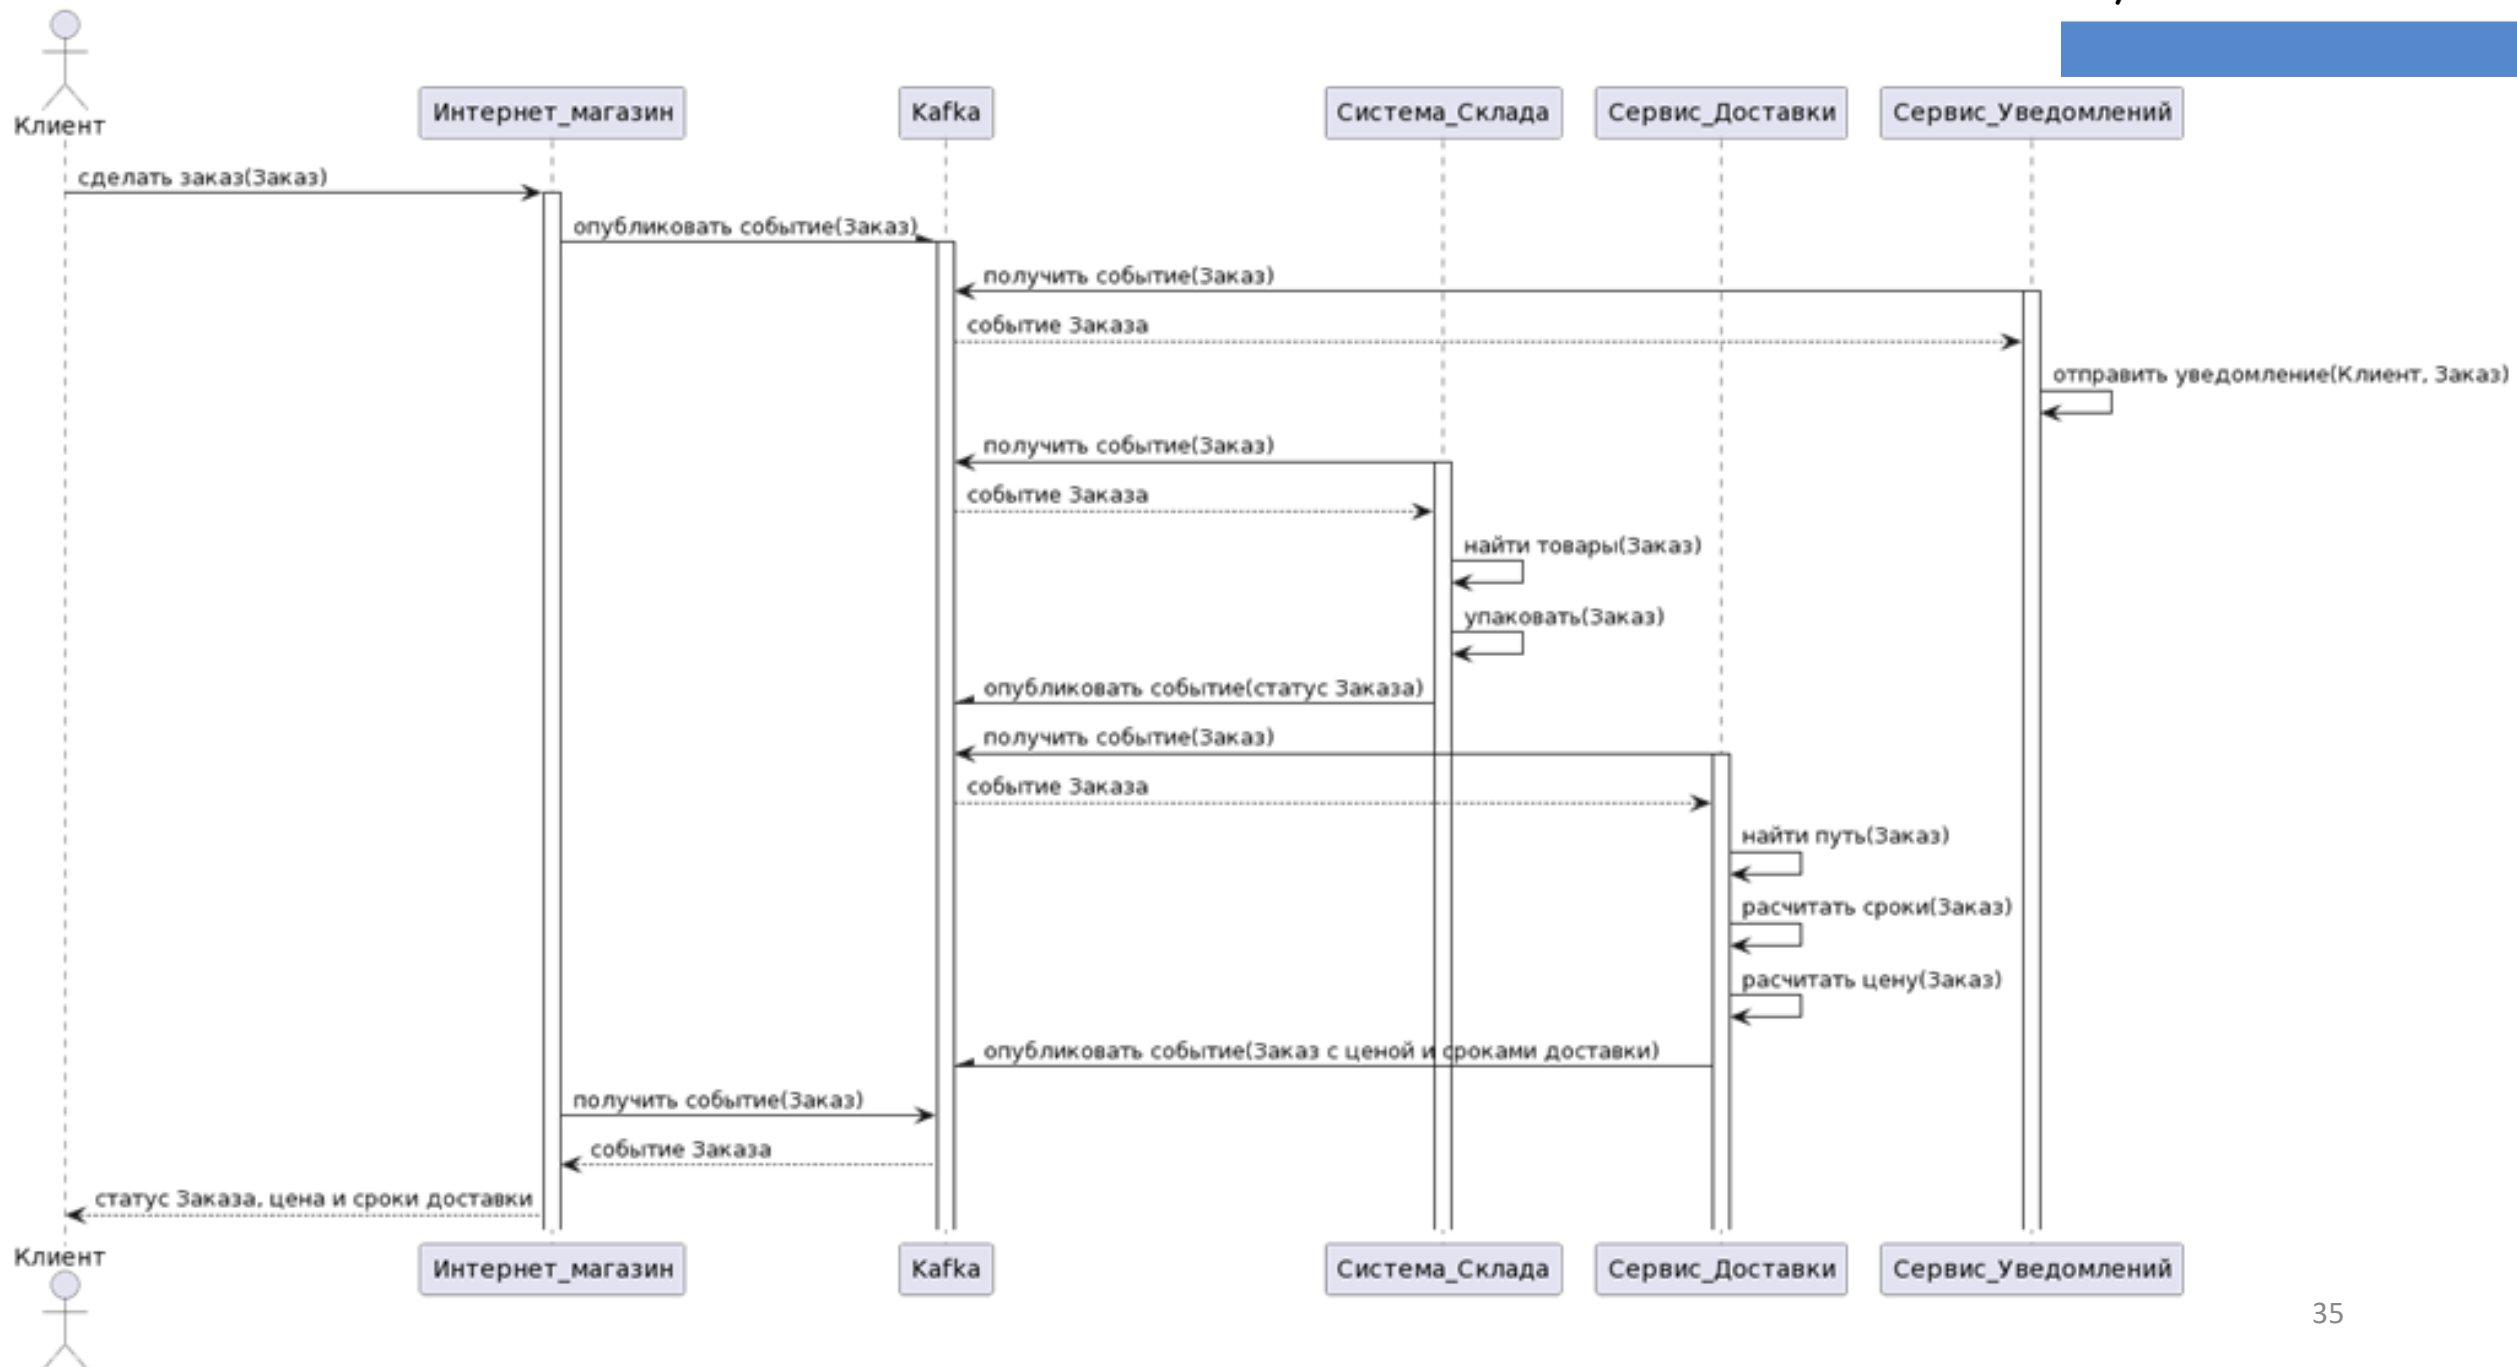 Клиент
Интернет_магазин
Kafka
Система_Склада
Сервис_Доставки
Сервис_Уведомлений
сделать заказ(Заказ)
опубликовать событие(Заказ)
получить событие(Заказ)
событие Заказа
отправить уведомление(Клиент, Заказ)
получить событие(Заказ)
событие Заказа
найти товары(Заказ)
упаковать(Заказ)
опубликовать событие(статус Заказа)
получить событие(Заказ)
событие Заказа
найти путь(Заказ)
расчитать сроки(Заказ)
расчитать цену(Заказ)
опубликовать событие(Заказ с ценой и сроками доставки)
получить событие(Заказ)
событие Заказа
статус Заказа, цена и сроки доставки
Клиент
Интернет_магазин
Kafka
Система_Склада
Сервис_Доставки
Сервис_Уведомлений
35